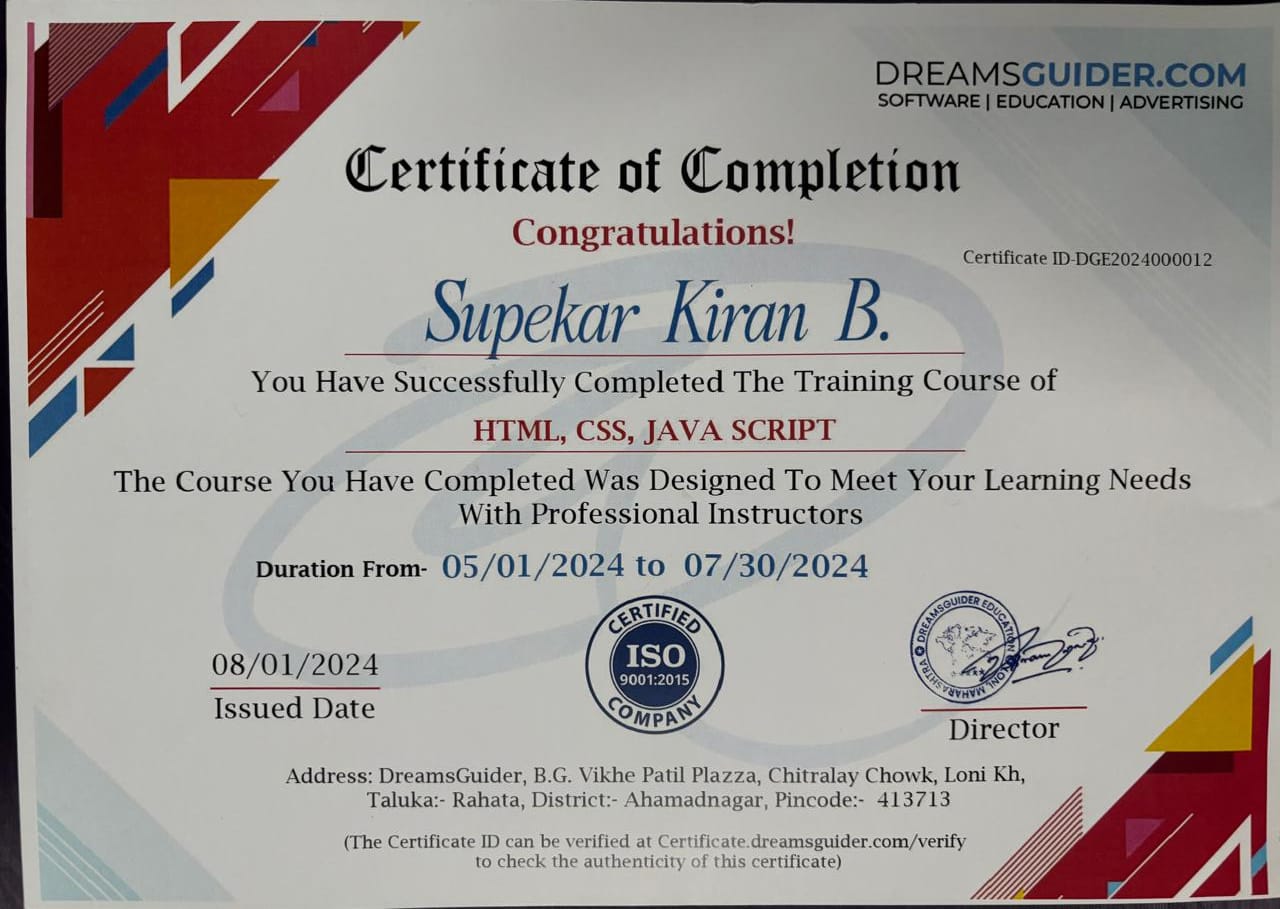 DREAMSGUIDER.COM
SOFTWARE | EDUCATION | ADVERTISING
Certificate of Completion
Congratulations!
Certificate ID-DGE2024000012
Supekar Kiran B.
You Have Successfully Completed The Training Course of
HTML, CSS, JAVA SCRIPT
The Course You Have Completed Was Designed To Meet Your Learning Needs
With Professional Instructors
Duration From- 05/01/2024 to 07/30/2024
08/01/2024
Issued Date
CERTIFIED
ISO
9001:2015
COMPANY
DREAMSGUIDER EDUCATION
LONI, MAHARASHTRA
Director
Address: DreamsGuider, B.G. Vikhe Patil Plazza, Chitralay Chowk, Loni Kh,
Taluka:- Rahata, District:- Ahamadnagar, Pincode:- 413713
(The Certificate ID can be verified at Certificate.dreamsguider.com/verify
to check the authenticity of this certificate)